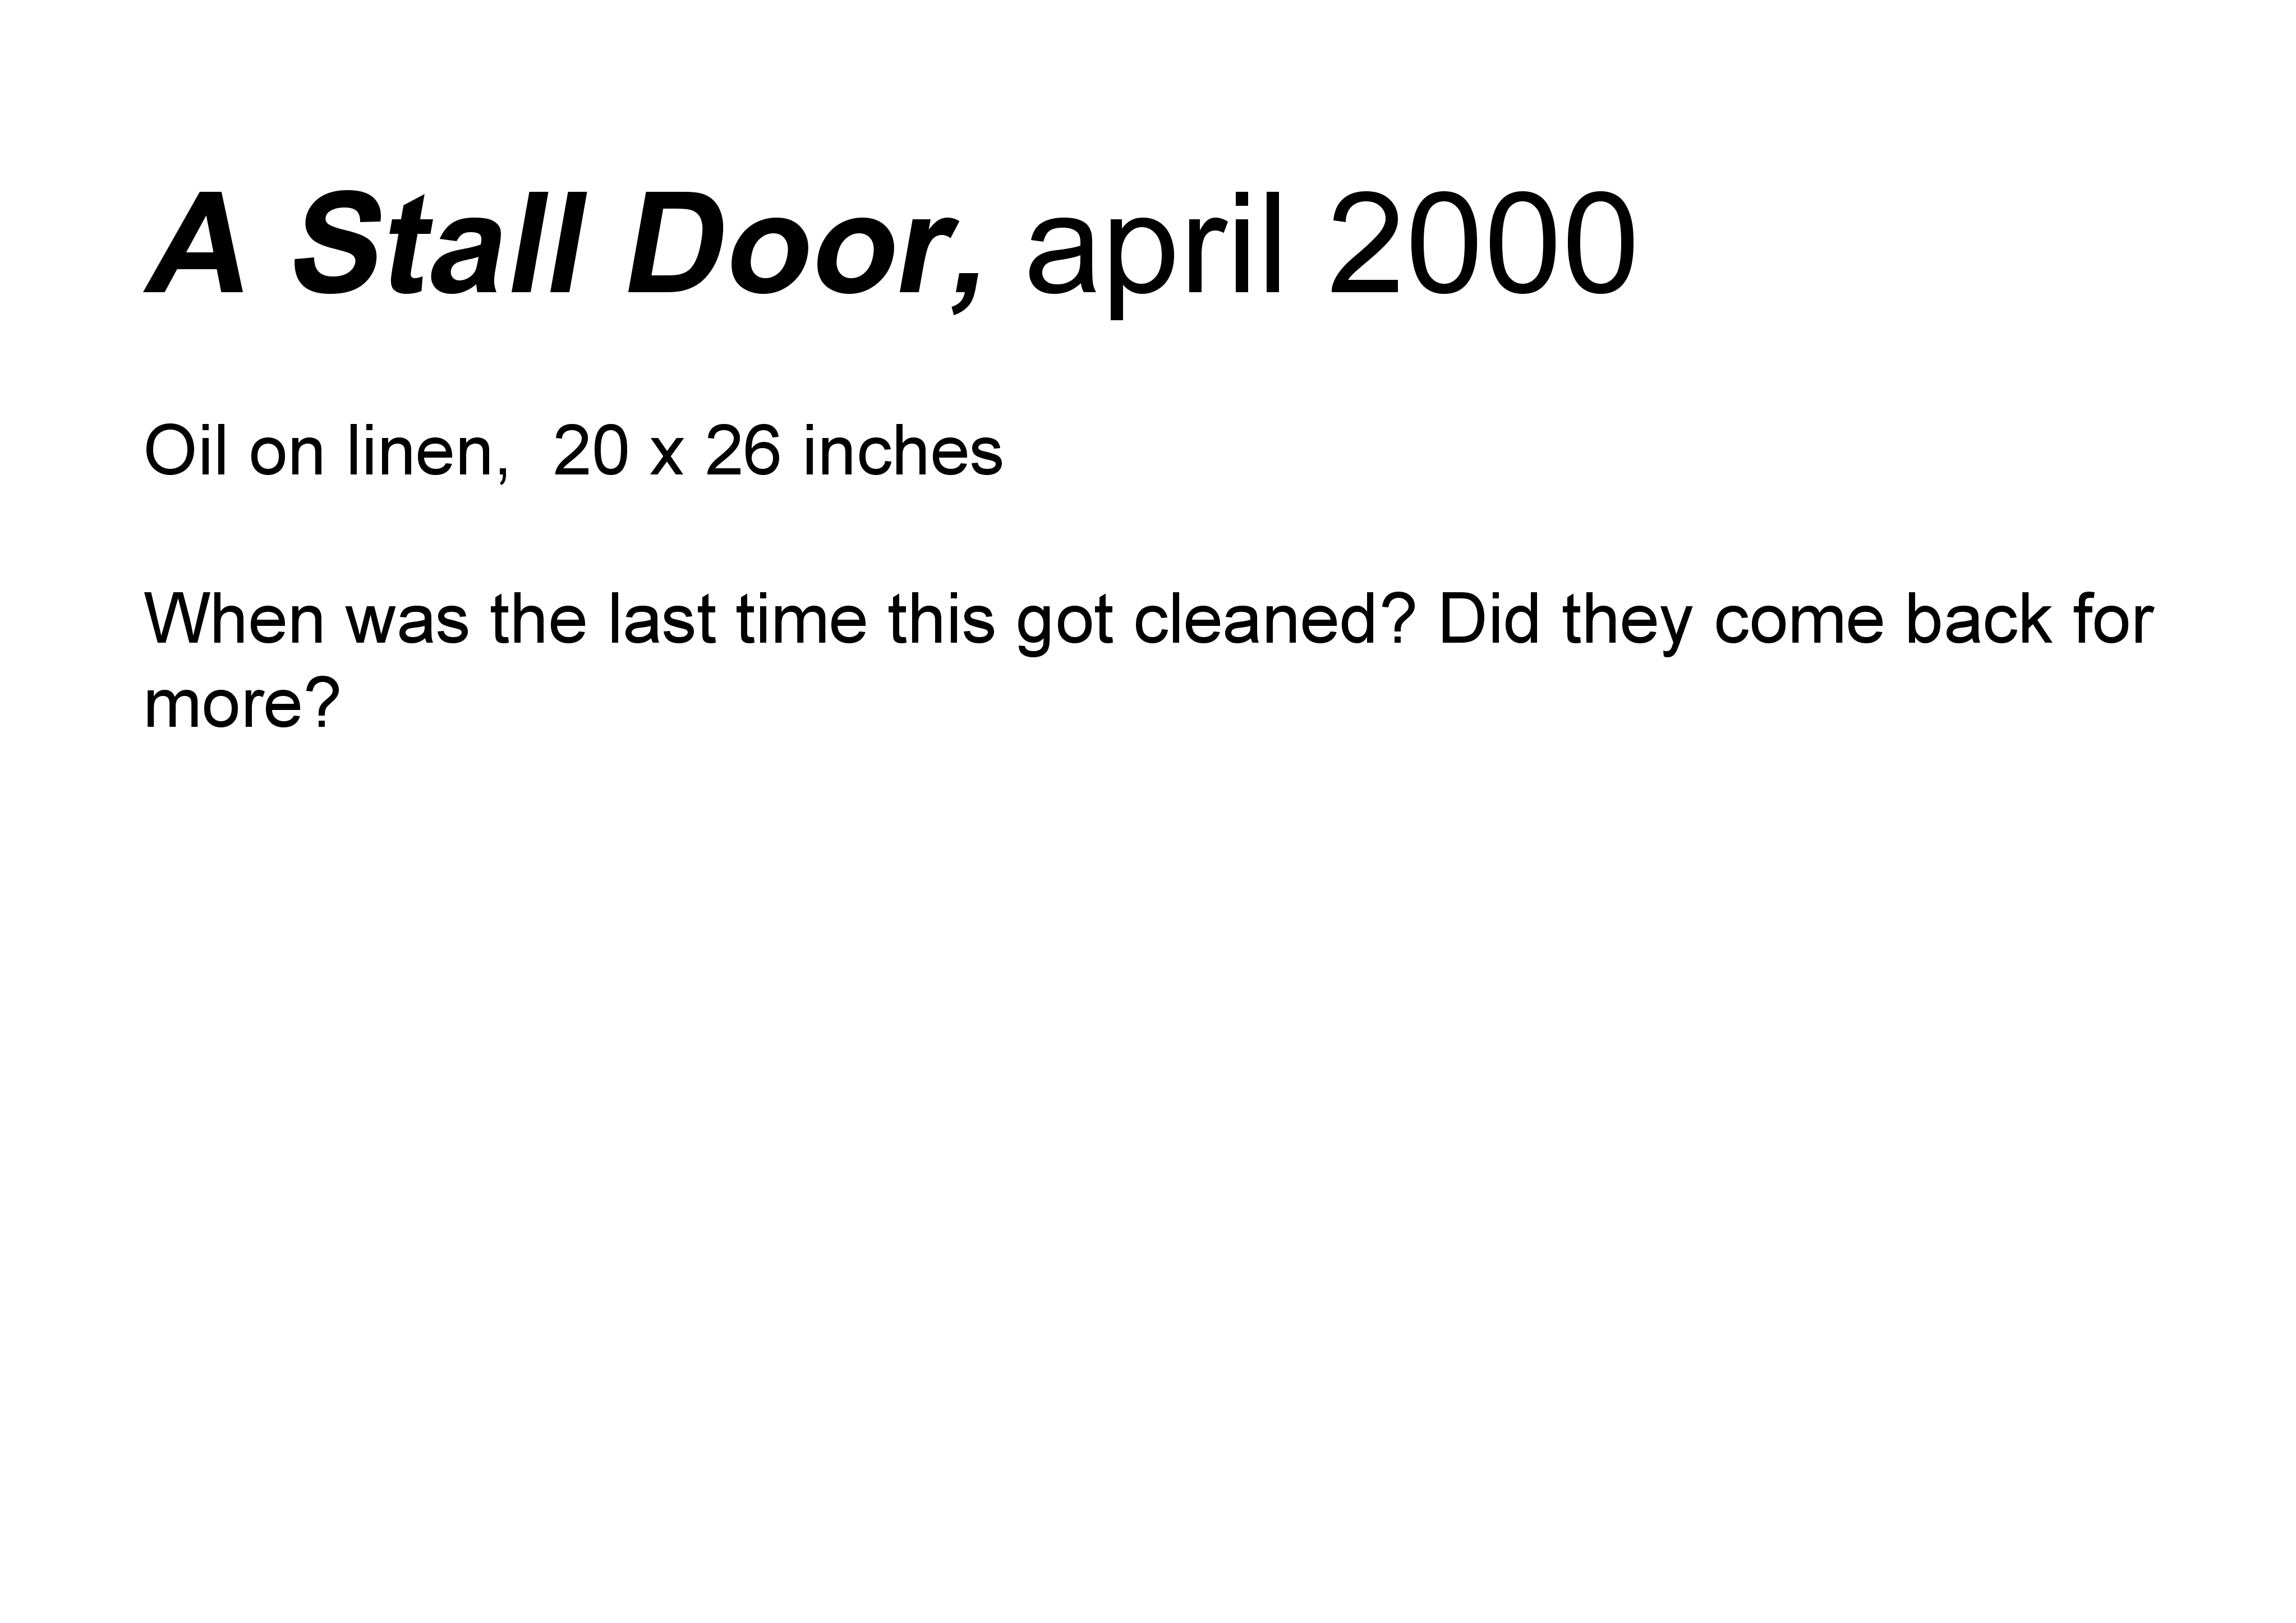 A Stall Door, april 2000
Oil on linen,  20 x 26 inches
When was the last time this got cleaned? Did they come back for
more?